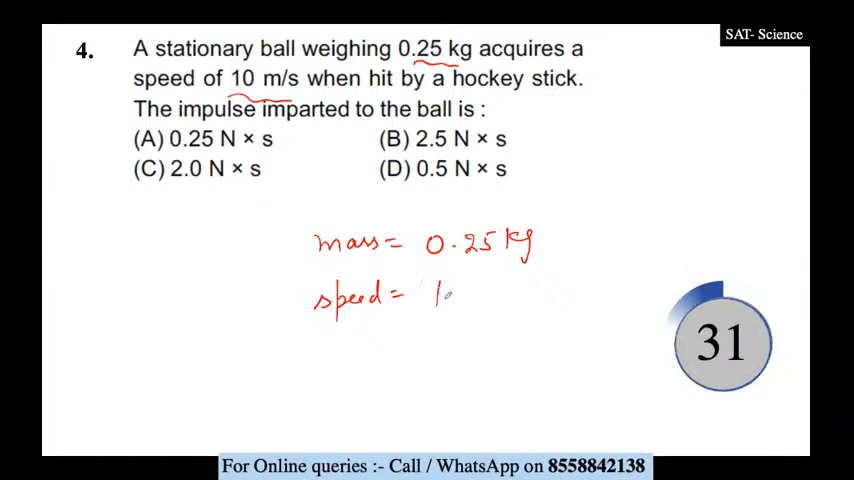 SAT- Science
4. A stationary ball weighing 0.25 kg acquires a
speed of 10 m/s when hit by a hockey stick.
The impulse imparted to the ball is :
(A) 0.25 N × s (B) 2.5 N × s
(C) 2.0 N × s (D) 0.5 N × s
mass = 0.25 kg
speed = 1
31
For Online queries :- Call / WhatsApp on 8558842138